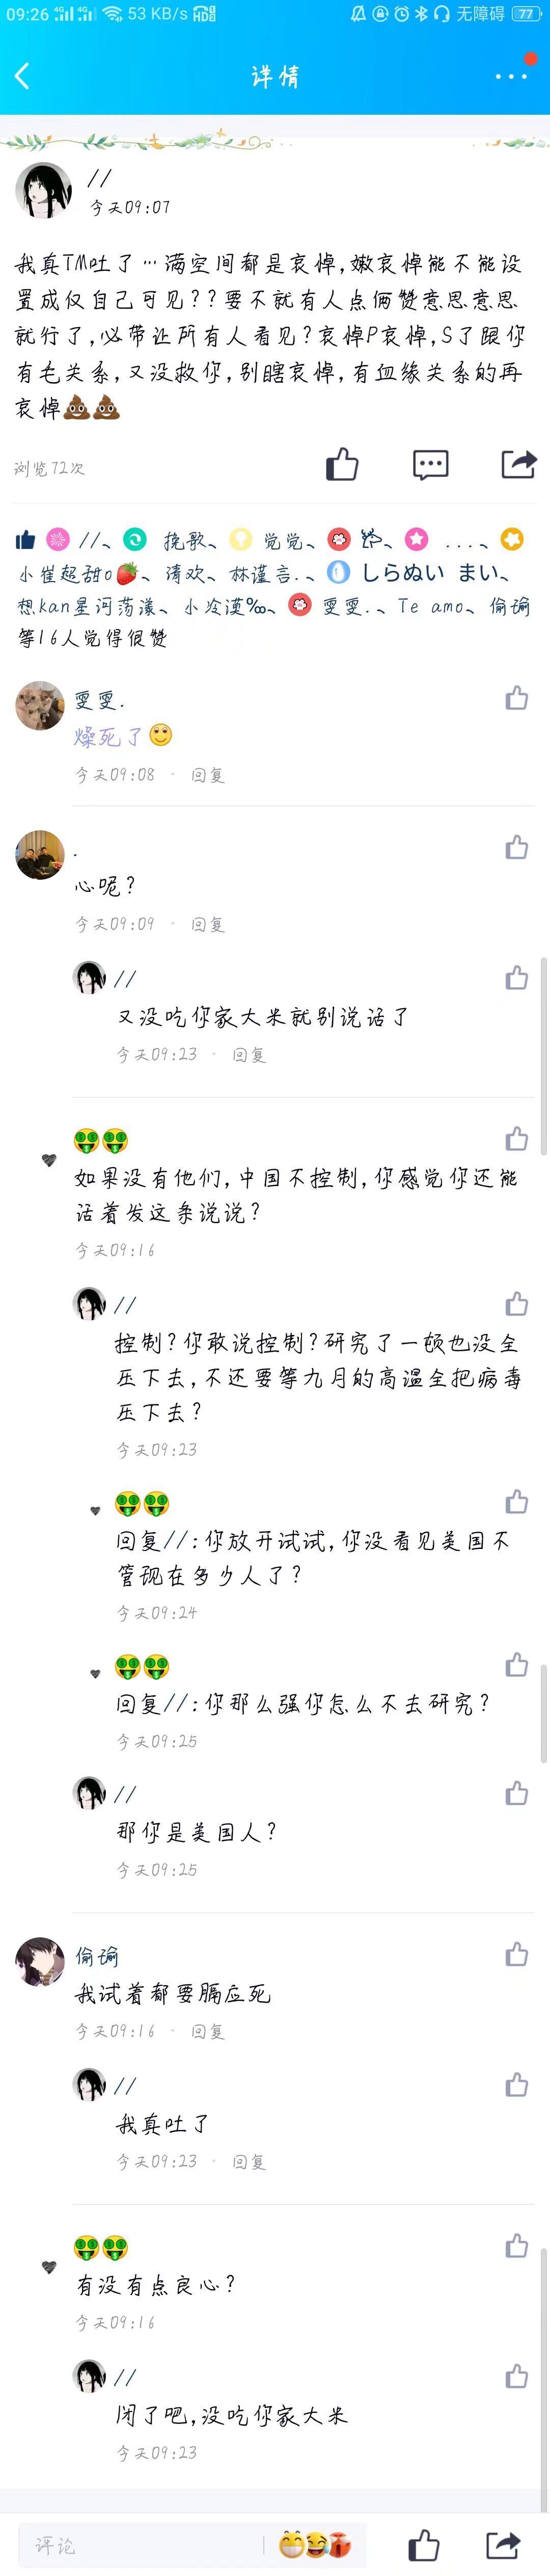 09:26 4G 4G 53 KB/s HD 无障碍 77
详情
//
今天09:07
我真TM吐了…满空间都是哀悼,嫩哀悼能不能设
置成仅自己可见??要不就有人点俩赞意思意思
就行了,必带让所有人看见?哀悼P哀悼,S了跟你
有毛关系,又没救你,别瞎哀悼,有血缘关系的再
哀悼💩💩
浏览72次
//、 挽歌、 觉觉、 、 ....、
小崔超甜o🍓、清欢、林谨言.、 しらぬい まい、
想kan星河荡漾、小冷谨‰、 雯雯.、Te amo、偷瑜
等16人觉得很赞
雯雯.
燥死了🙂
今天09:08 · 回复
.
心呢?
今天09:09 · 回复
//
又没吃你家大米就别说话了
今天09:23 · 回复
🤑🤑
如果没有他们,中国不控制,你感觉你还能
活着发这条说说?
今天09:16
//
控制?你敢说控制?研究了一顿也没全
压下去,不还要等九月的高温全把病毒
压下去?
今天09:23
🤑🤑
回复//:你放开试试,你没看见美国不
管现在多少人了?
今天09:24
🤑🤑
回复//:你那么强你怎么不去研究?
今天09:25
//
那你是美国人?
今天09:25
偷瑜
我试着都要膈应死
今天09:16 · 回复
//
我真吐了
今天09:23 · 回复
🤑🤑
有没有点良心?
今天09:16
//
闭了吧,没吃你家大米
今天09:23
评论